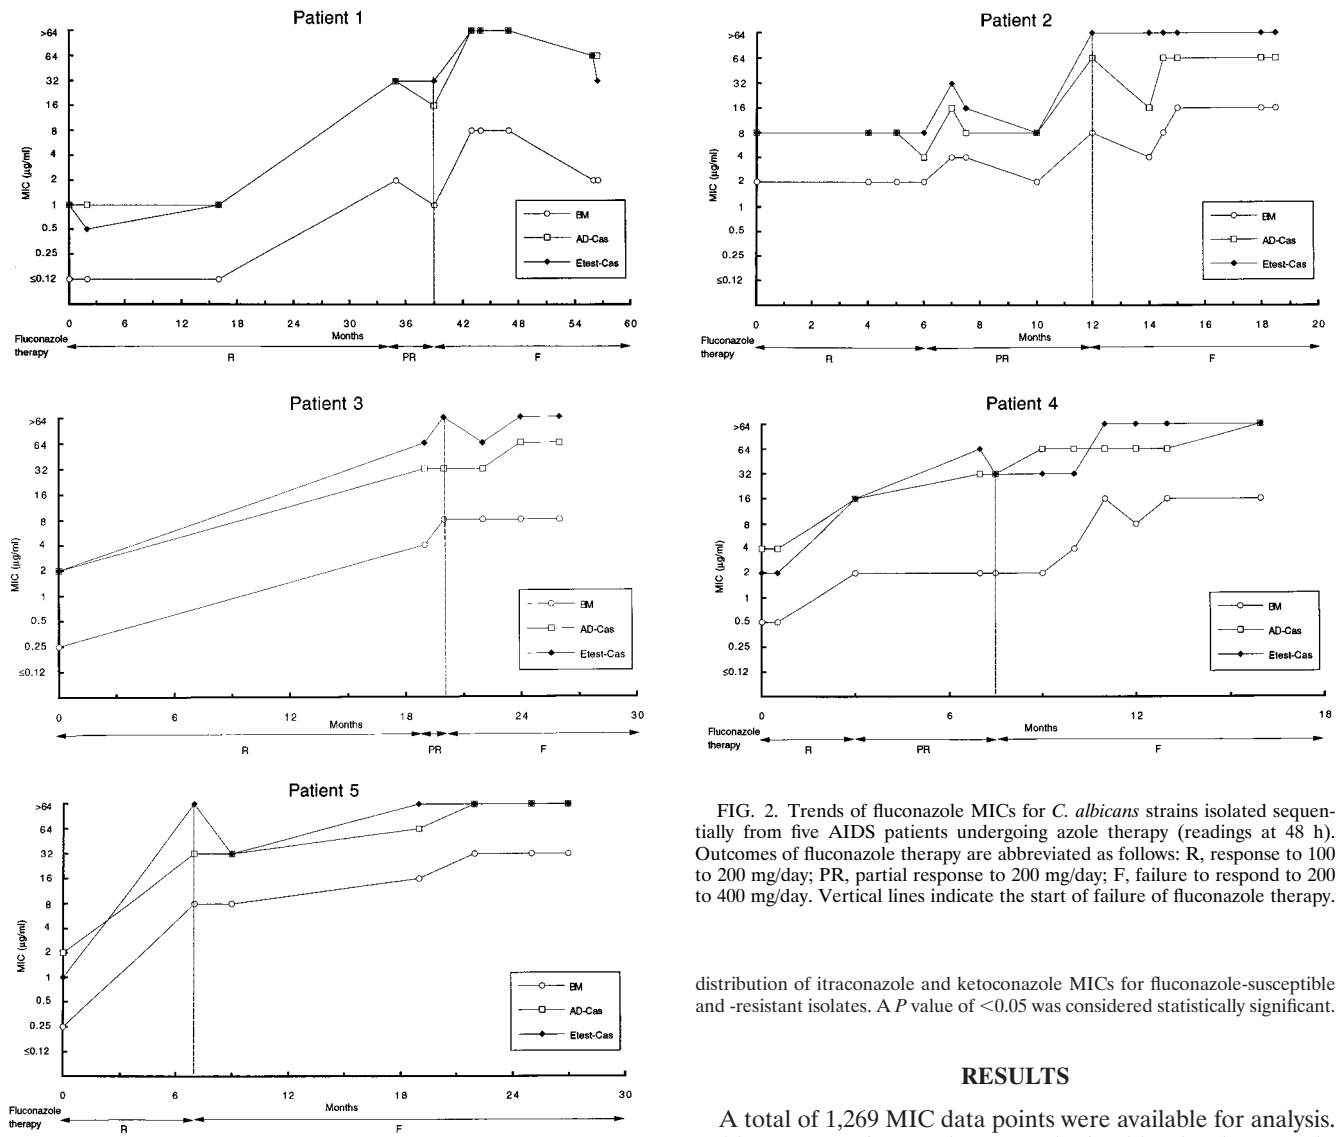 Patient 1
>64
64
32
16
8
4
2
1
0.5
0.25
≤0.12
MIC (µg/ml)
BM
AD-Cas
Etest-Cas
0 6 12 18 24 30 36 42 48 54 60
Months
Fluconazole
therapy
R PR F
Patient 2
>64
64
32
16
8
4
2
1
0.5
0.25
≤0.12
MIC (µg/ml)
BM
AD-Cas
Etest-Cas
0 2 4 6 8 10 12 14 16 18 20
Months
Fluconazole
therapy
R PR F
Patient 3
>64
64
32
16
8
4
2
1
0.5
0.25
≤0.12
MIC (µg/ml)
BM
AD-Cas
Etest-Cas
0 6 12 18 24 30
Months
R PR F
Patient 4
>64
64
32
16
8
4
2
1
0.5
0.25
≤0.12
MIC (µg/ml)
BM
AD-Cas
Etest-Cas
0 6 12 18
Months
Fluconazole
therapy
R PR F
Patient 5
>64
64
32
16
8
4
2
1
0.5
0.25
≤0.12
MIC (µg/ml)
BM
AD-Cas
Etest-Cas
0 6 12 18 24 30
Months
Fluconazole
therapy
R F
FIG. 2. Trends of fluconazole MICs for C. albicans strains isolated sequen-
tially from five AIDS patients undergoing azole therapy (readings at 48 h).
Outcomes of fluconazole therapy are abbreviated as follows: R, response to 100
to 200 mg/day; PR, partial response to 200 mg/day; F, failure to respond to 200
to 400 mg/day. Vertical lines indicate the start of failure of fluconazole therapy.
distribution of itraconazole and ketoconazole MICs for fluconazole-susceptible
and -resistant isolates. A P value of <0.05 was considered statistically significant.
RESULTS
A total of 1,269 MIC data points were available for analysis.